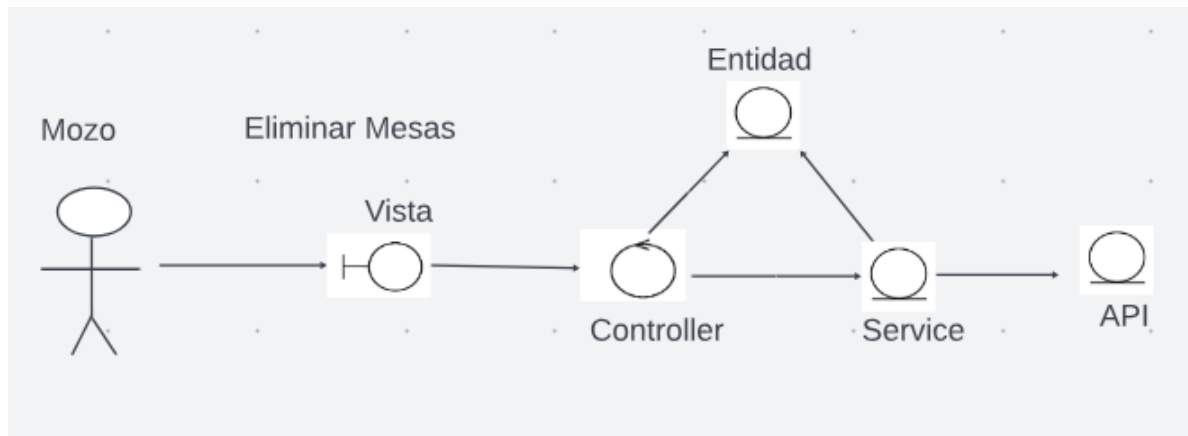 Entidad
Mozo
Eliminar Mesas
Vista
Controller
Service
API